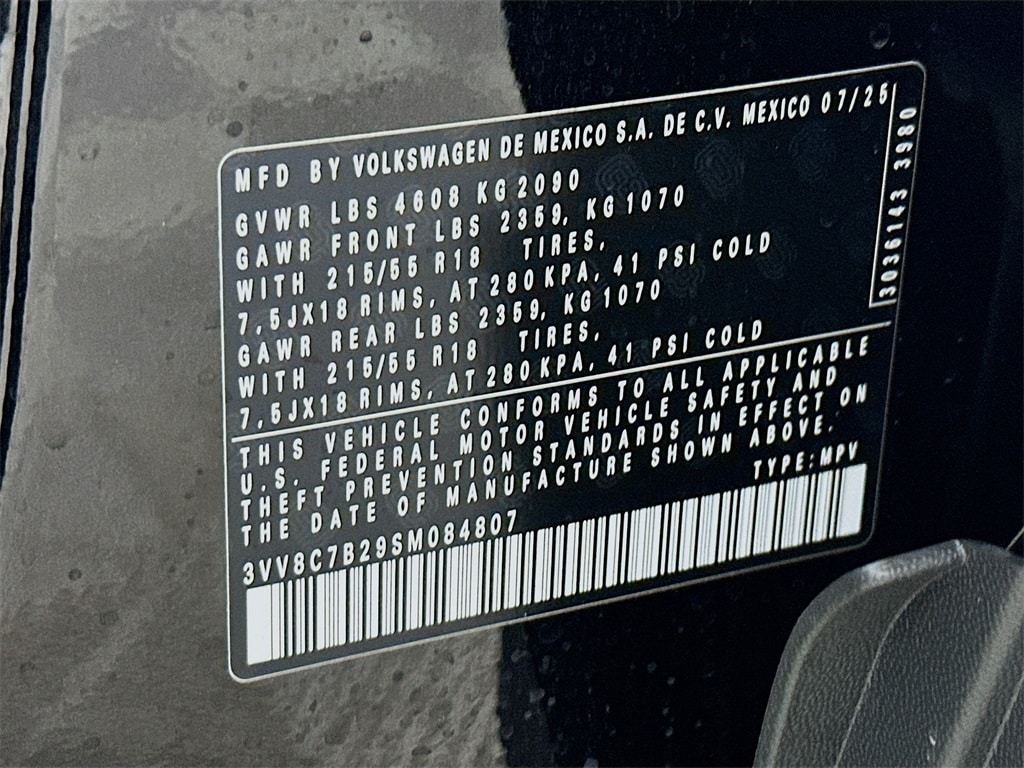 MFD BY VOLKSWAGEN DE MEXICO S.A. DE C.V. MEXICO 07/25
GVWR LBS 4608 KG 2090
GAWR FRONT LBS 2359, KG 1070
WITH 215/55 R18 TIRES,
7,5JX18 RIMS, AT 280 KPA, 41 PSI COLD
GAWR REAR LBS 2359, KG 1070
WITH 215/55 R18 TIRES,
7,5JX18 RIMS, AT 280 KPA, 41 PSI COLD
3036143 3980
THIS VEHICLE CONFORMS TO ALL APPLICABLE
U.S. FEDERAL MOTOR VEHICLE SAFETY AND
THEFT PREVENTION STANDARDS IN EFFECT ON
THE DATE OF MANUFACTURE SHOWN ABOVE.
TYPE:MPV
3VV8C7B29SM084807